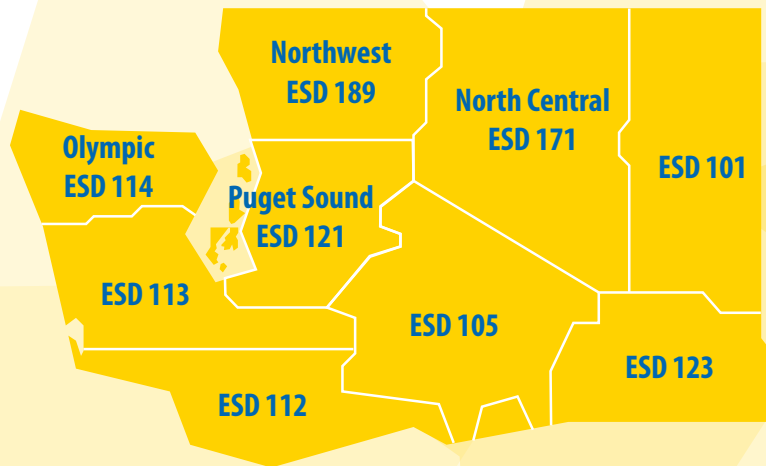 Northwest
ESD 189
North Central
ESD 171
Olympic
ESD 114
ESD 101
Puget Sound
ESD 121
ESD 113
ESD 105
ESD 123
ESD 112